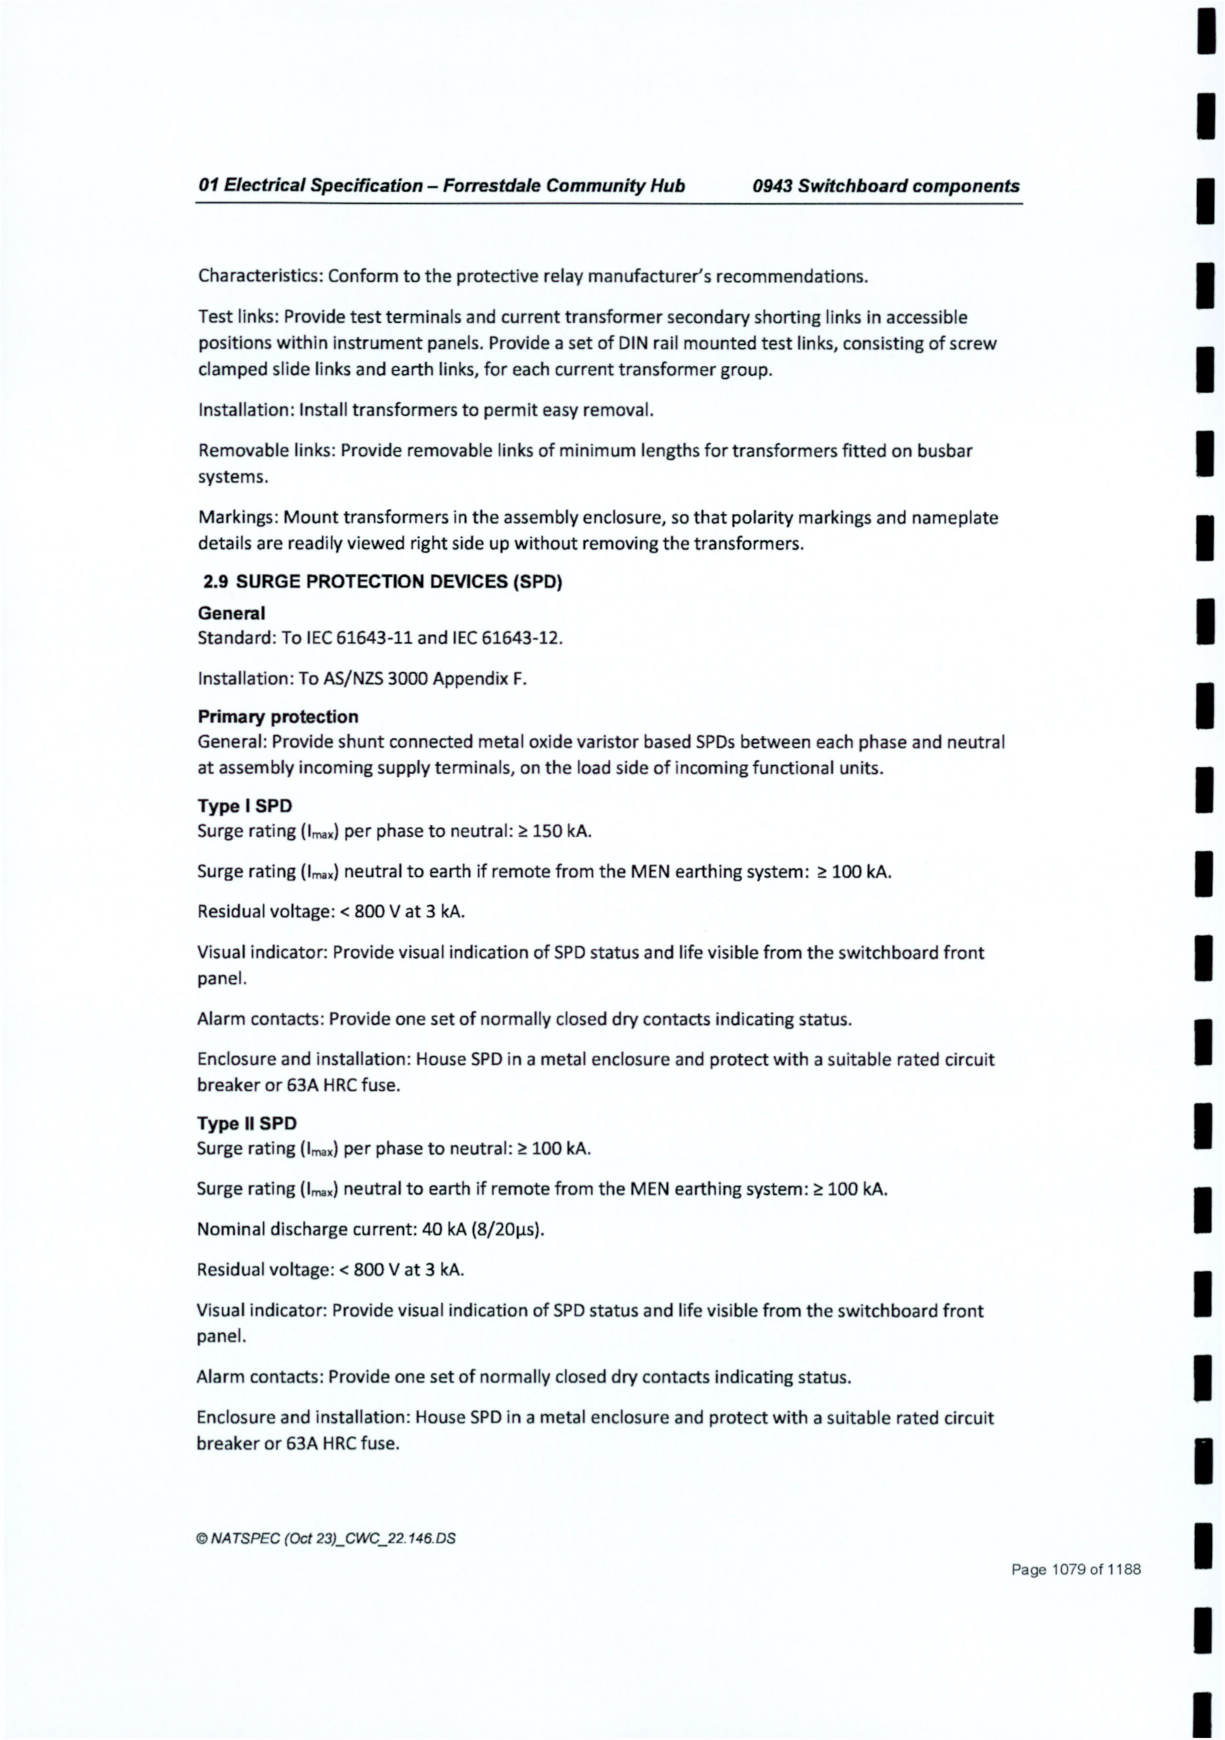 01 Electrical Specification – Forrestdale Community Hub 0943 Switchboard components
Characteristics: Conform to the protective relay manufacturer's recommendations.
Test links: Provide test terminals and current transformer secondary shorting links in accessible
positions within instrument panels. Provide a set of DIN rail mounted test links, consisting of screw
clamped slide links and earth links, for each current transformer group.
Installation: Install transformers to permit easy removal.
Removable links: Provide removable links of minimum lengths for transformers fitted on busbar
systems.
Markings: Mount transformers in the assembly enclosure, so that polarity markings and nameplate
details are readily viewed right side up without removing the transformers.
2.9 SURGE PROTECTION DEVICES (SPD)
General
Standard: To IEC 61643-11 and IEC 61643-12.
Installation: To AS/NZS 3000 Appendix F.
Primary protection
General: Provide shunt connected metal oxide varistor based SPDs between each phase and neutral
at assembly incoming supply terminals, on the load side of incoming functional units.
Type I SPD
Surge rating (Imax) per phase to neutral: ≥ 150 kA.
Surge rating (Imax) neutral to earth if remote from the MEN earthing system: ≥ 100 kA.
Residual voltage: < 800 V at 3 kA.
Visual indicator: Provide visual indication of SPD status and life visible from the switchboard front
panel.
Alarm contacts: Provide one set of normally closed dry contacts indicating status.
Enclosure and installation: House SPD in a metal enclosure and protect with a suitable rated circuit
breaker or 63A HRC fuse.
Type II SPD
Surge rating (Imax) per phase to neutral: ≥ 100 kA.
Surge rating (Imax) neutral to earth if remote from the MEN earthing system: ≥ 100 kA.
Nominal discharge current: 40 kA (8/20µs).
Residual voltage: < 800 V at 3 kA.
Visual indicator: Provide visual indication of SPD status and life visible from the switchboard front
panel.
Alarm contacts: Provide one set of normally closed dry contacts indicating status.
Enclosure and installation: House SPD in a metal enclosure and protect with a suitable rated circuit
breaker or 63A HRC fuse.
© NATSPEC (Oct 23)_CWC_22.146.DS
Page 1079 of 1188